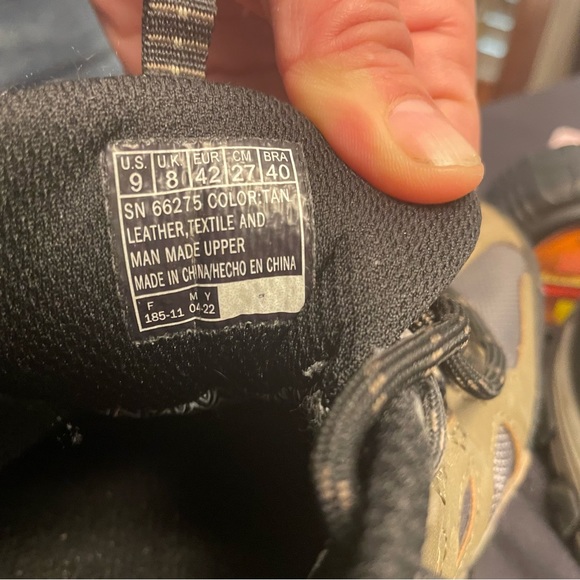 U.S. U.K. EUR CM BRA
9 8 42 27 40
SN 66275 COLOR:TAN
LEATHER,TEXTILE AND
MAN MADE UPPER
MADE IN CHINA/HECHO EN CHINA
F M Y
185-11 04 22